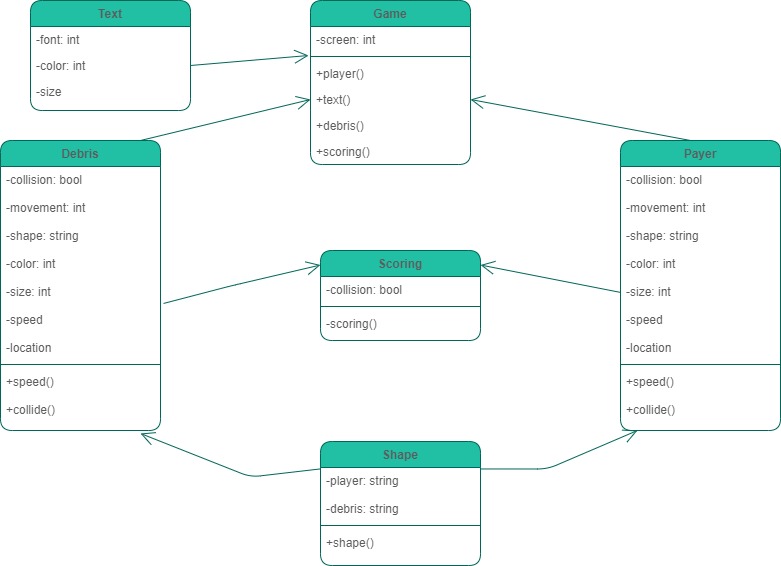 Text
-font: int
-color: int
-size
Game
-screen: int
+player()
+text()
+debris()
+scoring()
Debris
-collision: bool
-movement: int
-shape: string
-color: int
-size: int
-speed
-location
+speed()
+collide()
Scoring
-collision: bool
-scoring()
Payer
-collision: bool
-movement: int
-shape: string
-color: int
-size: int
-speed
-location
+speed()
+collide()
Shape
-player: string
-debris: string
+shape()